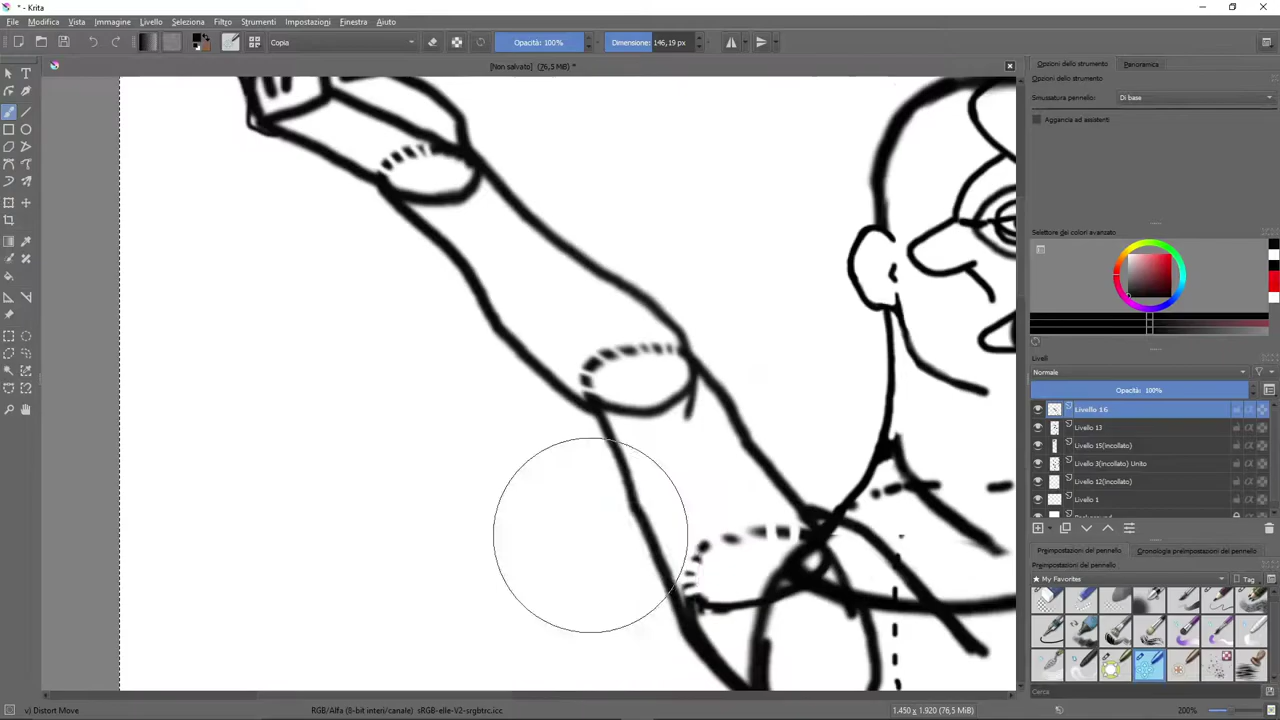 * - Krita
File Modifica Vista Immagine Livello Seleziona Filtro Strumenti Impostazioni Finestra Aiuto
Copia Opacità: 100% Dimensione: 146,19 px
[Non salvato] (76,5 MiB) *
Opzioni dello strumento Panoramica
Opzioni dello strumento
Smussatura pennello: Di base
Aggancia ad assistenti
Selettore dei colori avanzato
Livelli
Normale
Opacità: 100%
Livello 16
Livello 13
Livello 15(incollato)
Livello 3(incollato) Unito
Livello 12(incollato)
Livello 1
Background
Preimpostazioni del pennello Cronologia preimpostazioni del pennello
Preimpostazioni del pennello
★ My Favorites Tag
Cerca
v) Distort Move RGB/Alfa (8-bit interi/canale) sRGB-elle-V2-srgbtrc.icc 1.450 x 1.920 (76,5 MiB) 200%